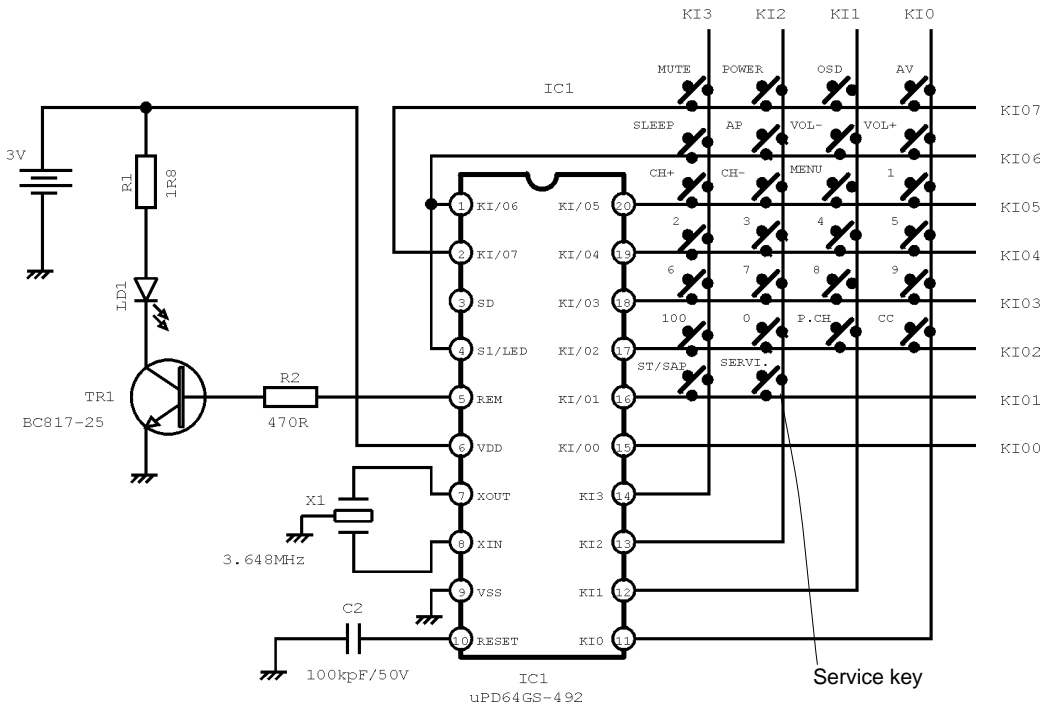 KI3 KI2 KI1 KI0
MUTE POWER OSD AV
IC1
KI07
3V
R1
1R8
SLEEP AP VOL- VOL+
KI06
CH+ CH- MENU 1
1 KI/06 KI/05 20
KI05
2 3 4 5
2 KI/07 KI/04 19
KI04
LD1
6 7 8 9
3 SD KI/03 18
KI03
100 0 P.CH CC
4 S1/LED KI/02 17
KI02
ST/SAP SERVI.
TR1
BC817-25
R2
470R
5 REM KI/01 16
KI01
6 VDD KI/00 15
KI00
X1
3.648MHz
7 XOUT KI3 14
8 XIN KI2 13
9 VSS KI1 12
C2
100kpF/50V
10 RESET KI0 11
IC1
uPD64GS-492
Service key